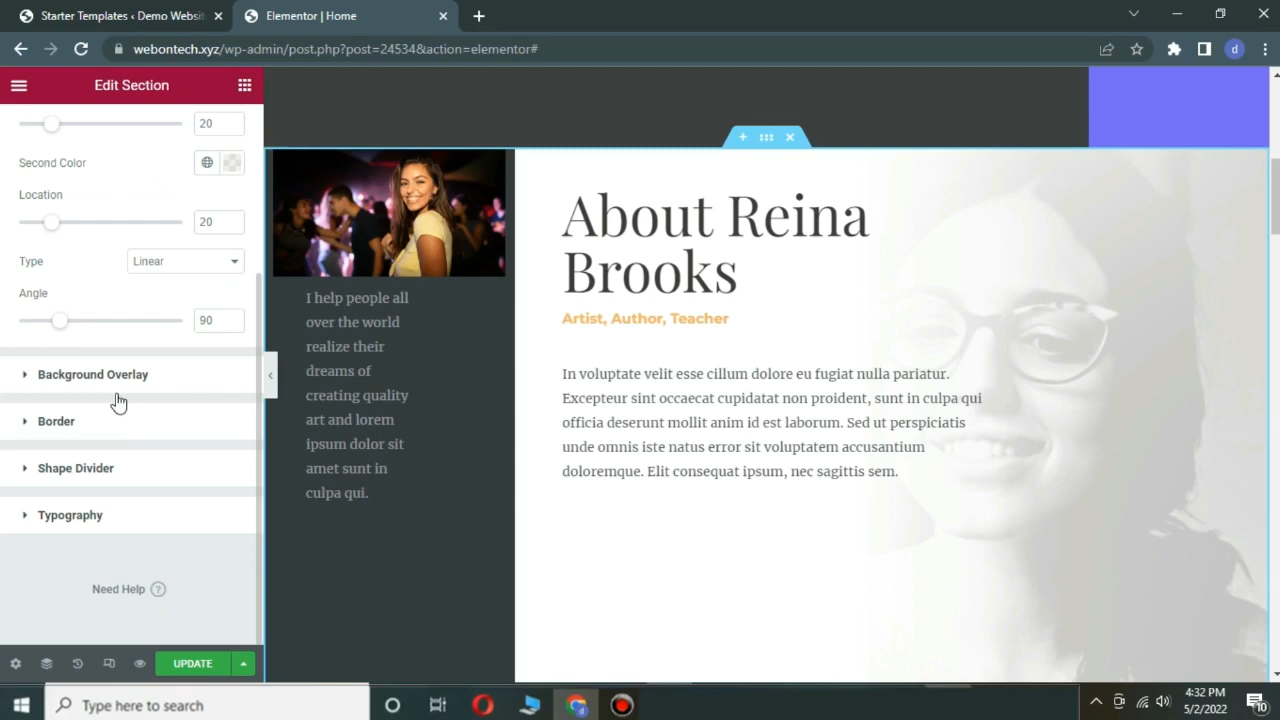 Starter Templates ‹ Demo Websit
Elementor | Home
webontech.xyz/wp-admin/post.php?post=24534&action=elementor#
d
Edit Section
20
Second Color
Location
20
Type
Linear
Angle
90
Background Overlay
Border
Shape Divider
Typography
Need Help ?
UPDATE
I help people all
over the world
realize their
dreams of
creating quality
art and lorem
ipsum dolor sit
amet sunt in
culpa qui.
About Reina
Brooks
Artist, Author, Teacher
In voluptate velit esse cillum dolore eu fugiat nulla pariatur.
Excepteur sint occaecat cupidatat non proident, sunt in culpa qui
officia deserunt mollit anim id est laborum. Sed ut perspiciatis
unde omnis iste natus error sit voluptatem accusantium
doloremque. Elit consequat ipsum, nec sagittis sem.
Type here to search
4:32 PM
5/2/2022
10